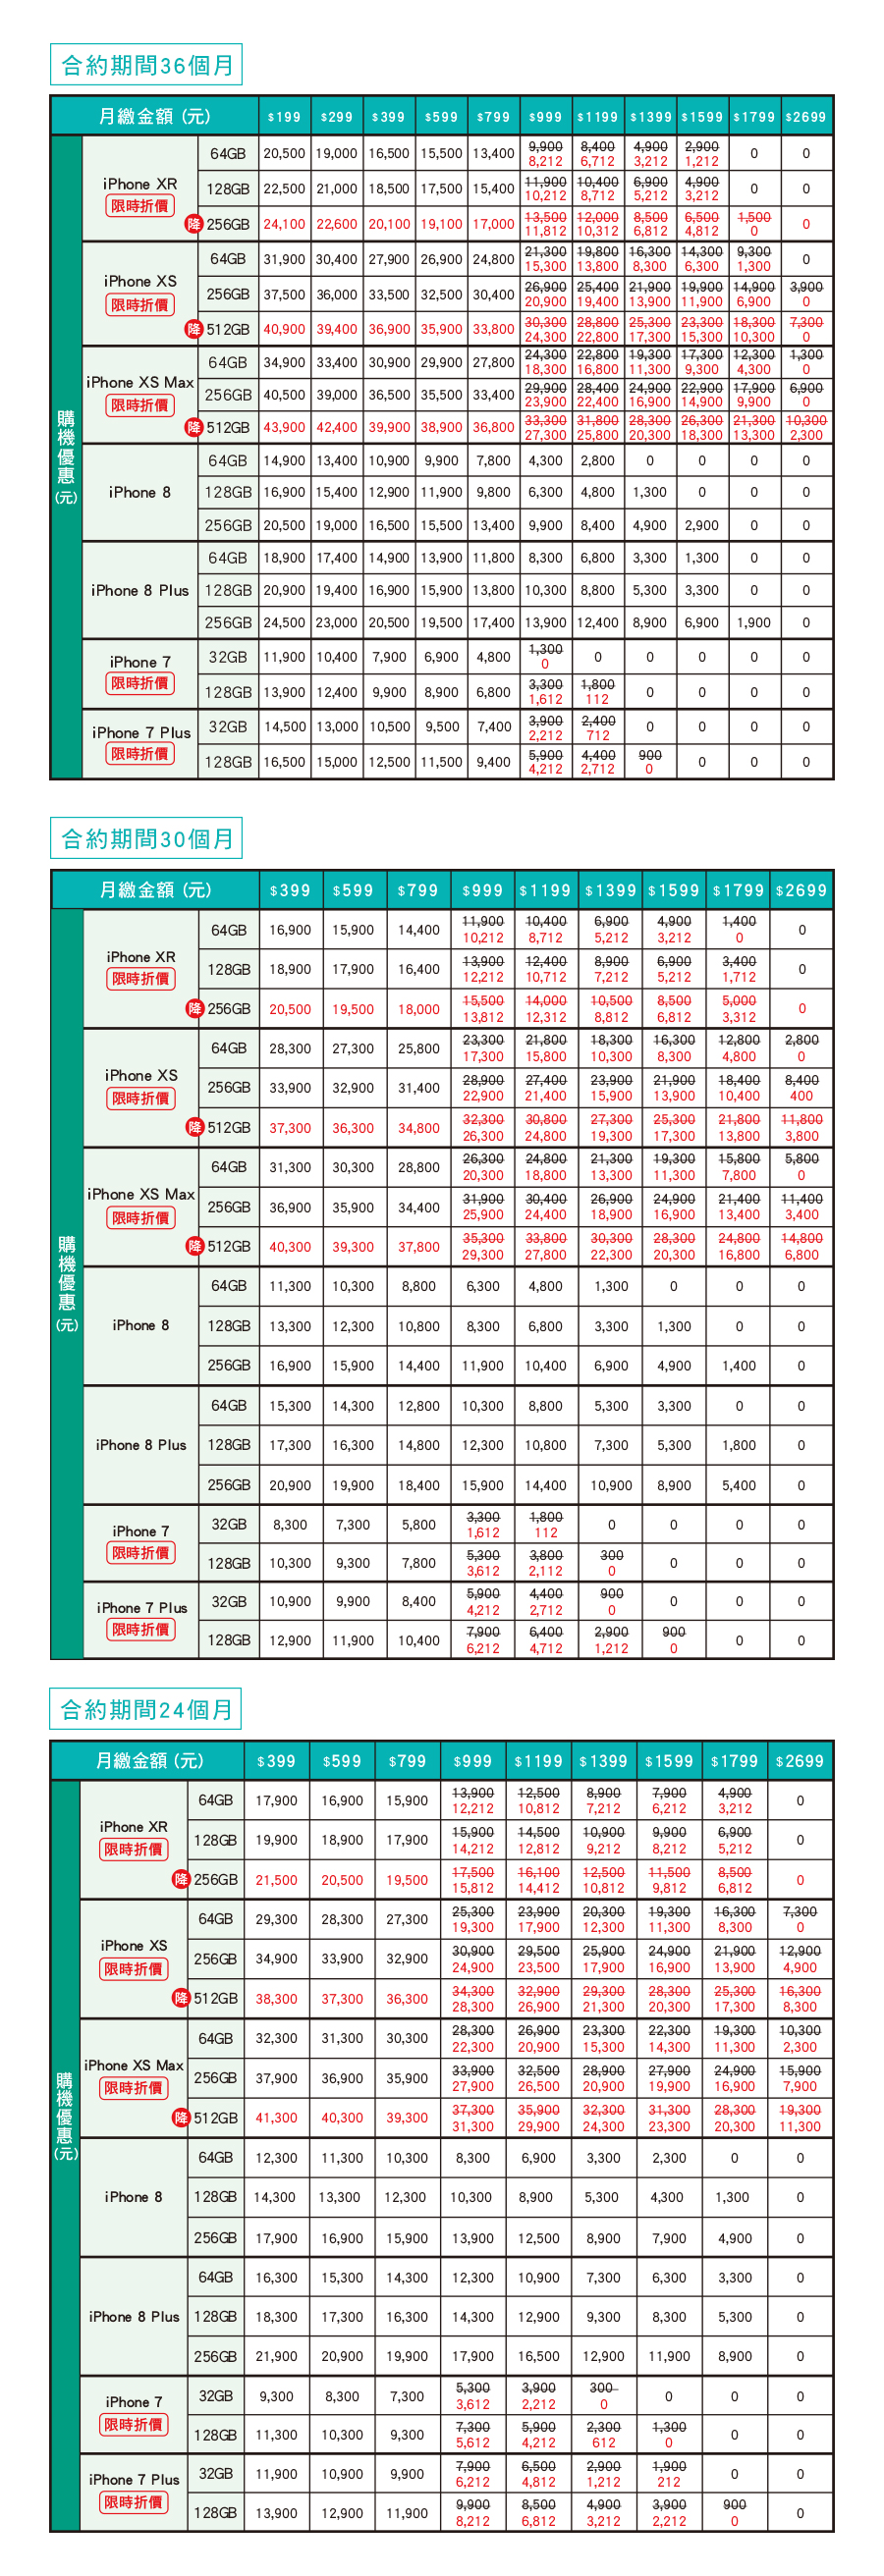 合約期間36個月
月繳金額 (元) $199 $299 $399 $599 $799 $999 $1199 $1399 $1599 $1799 $2699
購機優惠(元)
iPhone XR
限時折價
64GB 20,500 19,000 16,500 15,500 13,400 9,900 8,400 4,900 2,900 0 0
8,212 6,712 3,212 1,212
128GB 22,500 21,000 18,500 17,500 15,400 11,900 10,400 6,900 4,900 0 0
10,212 8,712 5,212 3,212
降 256GB 24,100 22,600 20,100 19,100 17,000 13,500 12,000 8,500 6,500 1,500 0
11,812 10,312 6,812 4,812 0
iPhone XS
限時折價
64GB 31,900 30,400 27,900 26,900 24,800 21,300 19,800 16,300 14,300 9,300 0
15,300 13,800 8,300 6,300 1,300
256GB 37,500 36,000 33,500 32,500 30,400 26,900 25,400 21,900 19,900 14,900 3,900
20,900 19,400 13,900 11,900 6,900 0
降 512GB 40,900 39,400 36,900 35,900 33,800 30,300 28,800 25,300 23,300 18,300 7,300
24,300 22,800 17,300 15,300 10,300 0
iPhone XS Max
限時折價
64GB 34,900 33,400 30,900 29,900 27,800 24,300 22,800 19,300 17,300 12,300 1,300
18,300 16,800 11,300 9,300 4,300 0
256GB 40,500 39,000 36,500 35,500 33,400 29,900 28,400 24,900 22,900 17,900 6,900
23,900 22,400 16,900 14,900 9,900 0
降 512GB 43,900 42,400 39,900 38,900 36,800 33,300 31,800 28,300 26,300 21,300 10,300
27,300 25,800 20,300 18,300 13,300 2,300
iPhone 8
64GB 14,900 13,400 10,900 9,900 7,800 4,300 2,800 0 0 0 0
128GB 16,900 15,400 12,900 11,900 9,800 6,300 4,800 1,300 0 0 0
256GB 20,500 19,000 16,500 15,500 13,400 9,900 8,400 4,900 2,900 0 0
iPhone 8 Plus
64GB 18,900 17,400 14,900 13,900 11,800 8,300 6,800 3,300 1,300 0 0
128GB 20,900 19,400 16,900 15,900 13,800 10,300 8,800 5,300 3,300 0 0
256GB 24,500 23,000 20,500 19,500 17,400 13,900 12,400 8,900 6,900 1,900 0
iPhone 7
限時折價
32GB 11,900 10,400 7,900 6,900 4,800 1,300 0 0 0 0 0
0
128GB 13,900 12,400 9,900 8,900 6,800 3,300 1,800 0 0 0 0
1,612 112
iPhone 7 Plus
限時折價
32GB 14,500 13,000 10,500 9,500 7,400 3,900 2,400 0 0 0 0
2,212 712
128GB 16,500 15,000 12,500 11,500 9,400 5,900 4,400 900 0 0 0
4,212 2,712 0
合約期間30個月
月繳金額 (元) $399 $599 $799 $999 $1199 $1399 $1599 $1799 $2699
購機優惠(元)
iPhone XR
限時折價
64GB 16,900 15,900 14,400 11,900 10,400 6,900 4,900 1,400 0
10,212 8,712 5,212 3,212 0
128GB 18,900 17,900 16,400 13,900 12,400 8,900 6,900 3,400 0
12,212 10,712 7,212 5,212 1,712
降 256GB 20,500 19,500 18,000 15,500 14,000 10,500 8,500 5,000 0
13,812 12,312 8,812 6,812 3,312
iPhone XS
限時折價
64GB 28,300 27,300 25,800 23,300 21,800 18,300 16,300 12,800 2,800
17,300 15,800 10,300 8,300 4,800 0
256GB 33,900 32,900 31,400 28,900 27,400 23,900 21,900 18,400 8,400
22,900 21,400 15,900 13,900 10,400 400
降 512GB 37,300 36,300 34,800 32,300 30,800 27,300 25,300 21,800 11,800
26,300 24,800 19,300 17,300 13,800 3,800
iPhone XS Max
限時折價
64GB 31,300 30,300 28,800 26,300 24,800 21,300 19,300 15,800 5,800
20,300 18,800 13,300 11,300 7,800 0
256GB 36,900 35,900 34,400 31,900 30,400 26,900 24,900 21,400 11,400
25,900 24,400 18,900 16,900 13,400 3,400
降 512GB 40,300 39,300 37,800 35,300 33,800 30,300 28,300 24,800 14,800
29,300 27,800 22,300 20,300 16,800 6,800
iPhone 8
64GB 11,300 10,300 8,800 6,300 4,800 1,300 0 0 0
128GB 13,300 12,300 10,800 8,300 6,800 3,300 1,300 0 0
256GB 16,900 15,900 14,400 11,900 10,400 6,900 4,900 1,400 0
iPhone 8 Plus
64GB 15,300 14,300 12,800 10,300 8,800 5,300 3,300 0 0
128GB 17,300 16,300 14,800 12,300 10,800 7,300 5,300 1,800 0
256GB 20,900 19,900 18,400 15,900 14,400 10,900 8,900 5,400 0
iPhone 7
限時折價
32GB 8,300 7,300 5,800 3,300 1,800 0 0 0 0
1,612 112
128GB 10,300 9,300 7,800 5,300 3,800 300 0 0 0
3,612 2,112 0
iPhone 7 Plus
限時折價
32GB 10,900 9,900 8,400 5,900 4,400 900 0 0 0
4,212 2,712 0
128GB 12,900 11,900 10,400 7,900 6,400 2,900 900 0 0
6,212 4,712 1,212 0
合約期間24個月
月繳金額 (元) $399 $599 $799 $999 $1199 $1399 $1599 $1799 $2699
購機優惠(元)
iPhone XR
限時折價
64GB 17,900 16,900 15,900 13,900 12,500 8,900 7,900 4,900 0
12,212 10,812 7,212 6,212 3,212
128GB 19,900 18,900 17,900 15,900 14,500 10,900 9,900 6,900 0
14,212 12,812 9,212 8,212 5,212
降 256GB 21,500 20,500 19,500 17,500 16,100 12,500 11,500 8,500 0
15,812 14,412 10,812 9,812 6,812
iPhone XS
限時折價
64GB 29,300 28,300 27,300 25,300 23,900 20,300 19,300 16,300 7,300
19,300 17,900 12,300 11,300 8,300 0
256GB 34,900 33,900 32,900 30,900 29,500 25,900 24,900 21,900 12,900
24,900 23,500 17,900 16,900 13,900 4,900
降 512GB 38,300 37,300 36,300 34,300 32,900 29,300 28,300 25,300 16,300
28,300 26,900 21,300 20,300 17,300 8,300
iPhone XS Max
限時折價
64GB 32,300 31,300 30,300 28,300 26,900 23,300 22,300 19,300 10,300
22,300 20,900 15,300 14,300 11,300 2,300
256GB 37,900 36,900 35,900 33,900 32,500 28,900 27,900 24,900 15,900
27,900 26,500 20,900 19,900 16,900 7,900
降 512GB 41,300 40,300 39,300 37,300 35,900 32,300 31,300 28,300 19,300
31,300 29,900 24,300 23,300 20,300 11,300
iPhone 8
64GB 12,300 11,300 10,300 8,300 6,900 3,300 2,300 0 0
128GB 14,300 13,300 12,300 10,300 8,900 5,300 4,300 1,300 0
256GB 17,900 16,900 15,900 13,900 12,500 8,900 7,900 4,900 0
iPhone 8 Plus
64GB 16,300 15,300 14,300 12,300 10,900 7,300 6,300 3,300 0
128GB 18,300 17,300 16,300 14,300 12,900 9,300 8,300 5,300 0
256GB 21,900 20,900 19,900 17,900 16,500 12,900 11,900 8,900 0
iPhone 7
限時折價
32GB 9,300 8,300 7,300 5,300 3,900 300 0 0 0
3,612 2,212 0
128GB 11,300 10,300 9,300 7,300 5,900 2,300 1,300 0 0
5,612 4,212 612 0
iPhone 7 Plus
限時折價
32GB 11,900 10,900 9,900 7,900 6,500 2,900 1,900 0 0
6,212 4,812 1,212 212
128GB 13,900 12,900 11,900 9,900 8,500 4,900 3,900 900 0
8,212 6,812 3,212 2,212 0